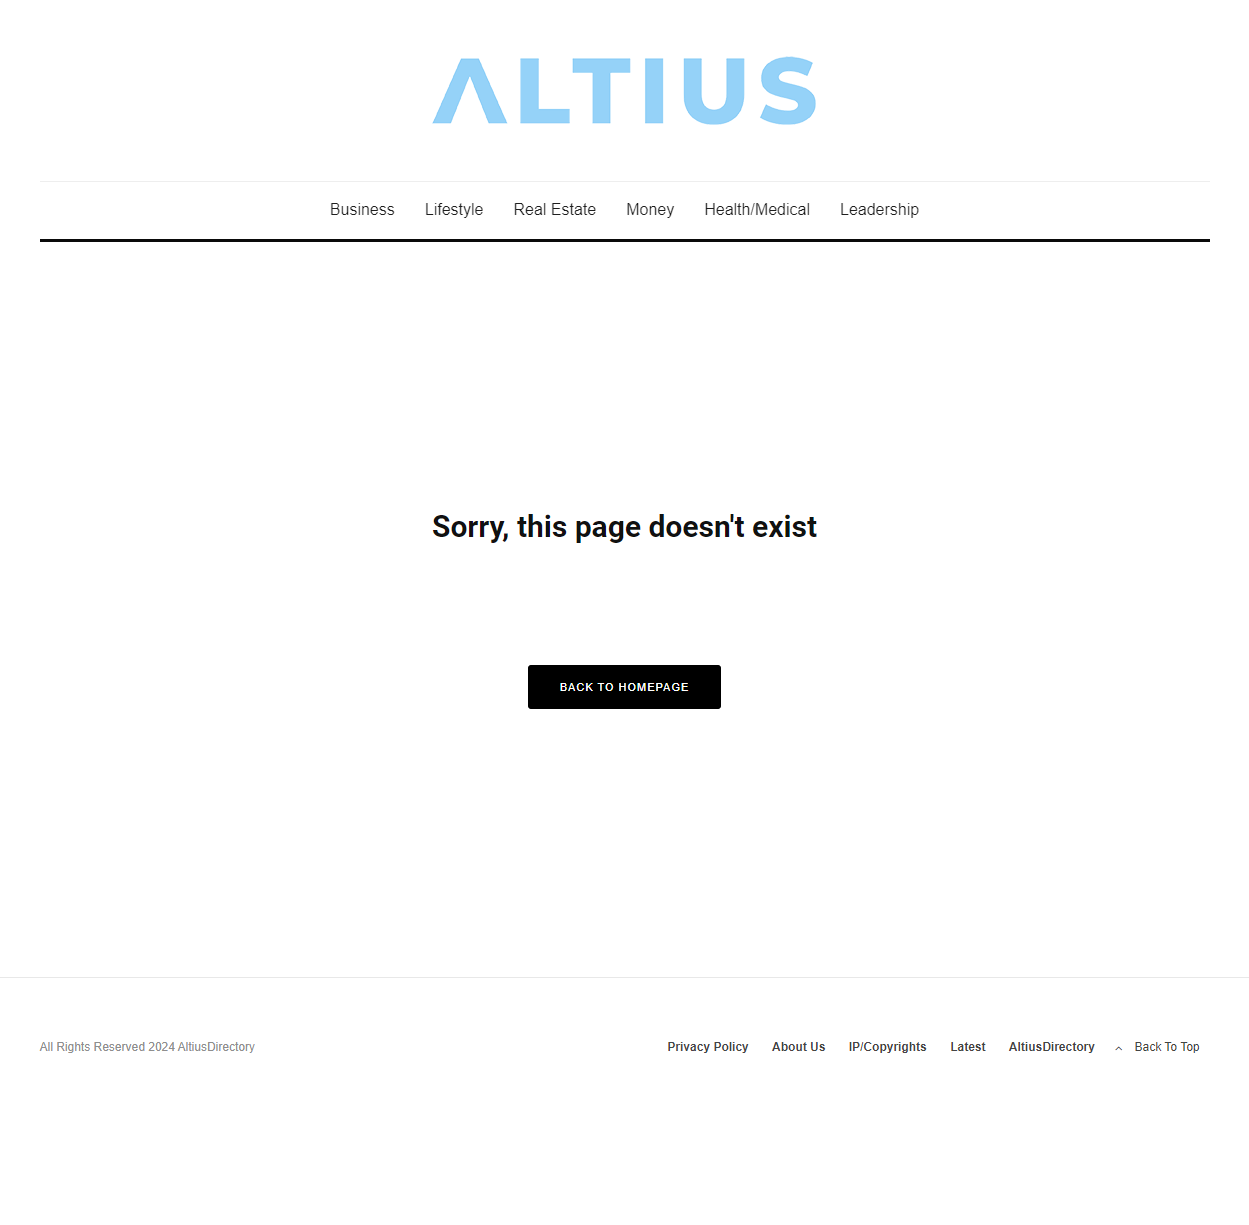 ALTIUS
Business Lifestyle Real Estate Money Health/Medical Leadership
Sorry, this page doesn't exist
BACK TO HOMEPAGE
All Rights Reserved 2024 AltiusDirectory Privacy Policy About Us IP/Copyrights Latest AltiusDirectory Back To Top